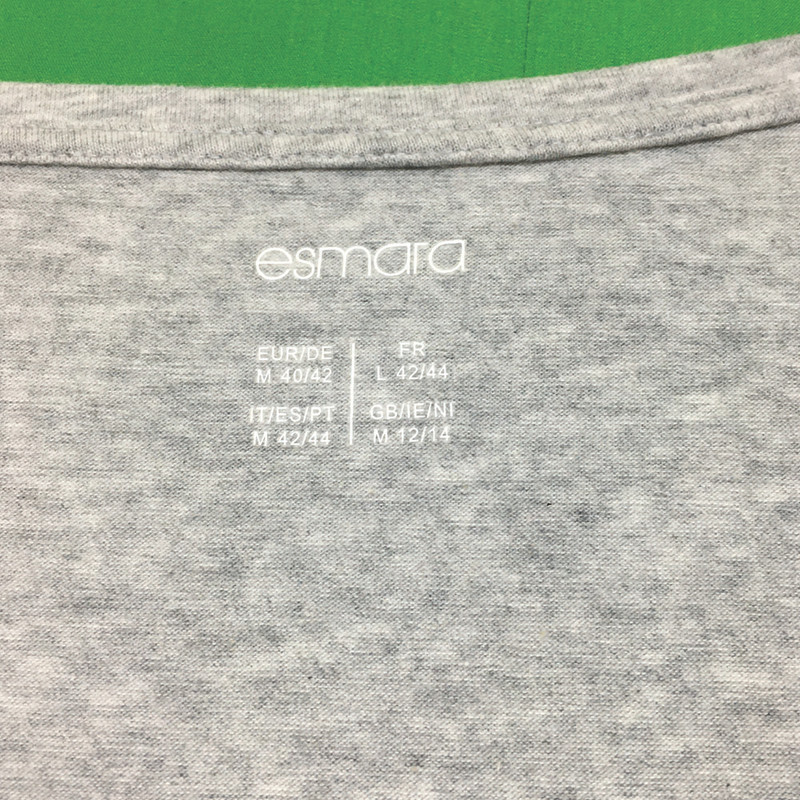 esmara
EUR/DE
M 40/42
FR
L 42/44
IT/ES/PT
M 42/44
GB/IE/NI
M 12/14